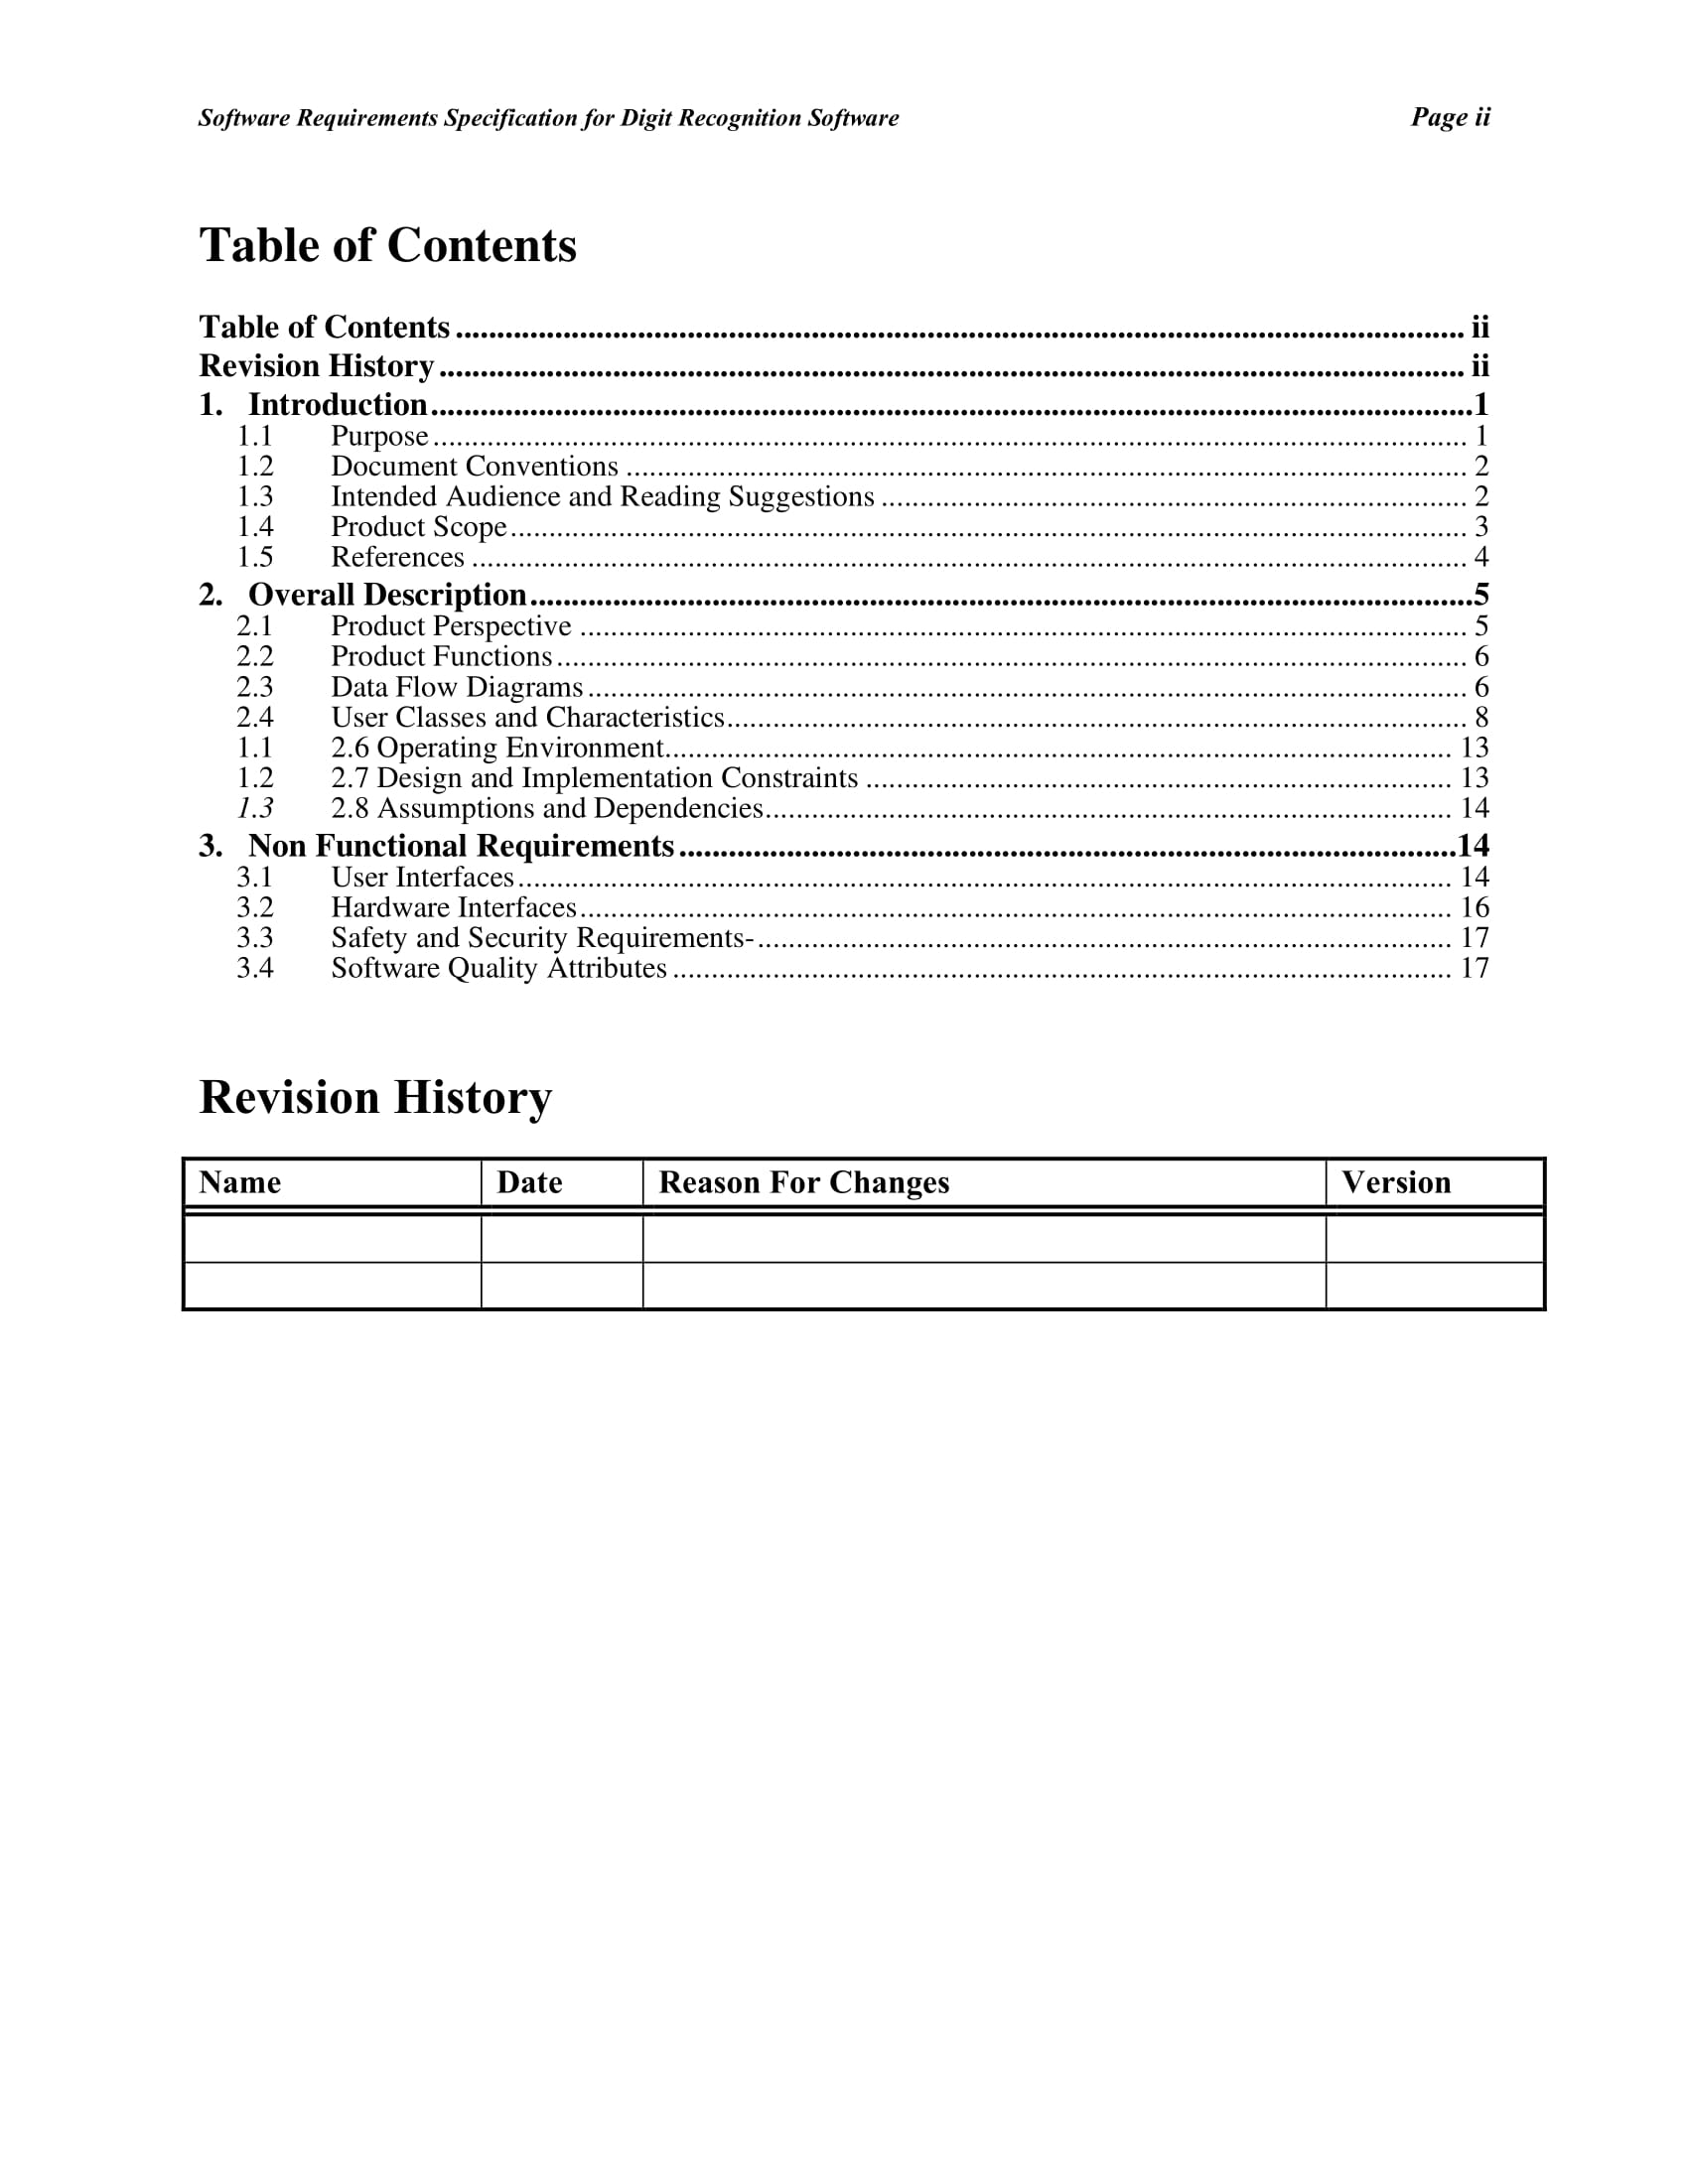 Software Requirements Specification for Digit Recognition Software Page ii
Table of Contents
Table of Contents ii
Revision History ii
1. Introduction 1
1.1 Purpose 1
1.2 Document Conventions 2
1.3 Intended Audience and Reading Suggestions 2
1.4 Product Scope 3
1.5 References 4
2. Overall Description 5
2.1 Product Perspective 5
2.2 Product Functions 6
2.3 Data Flow Diagrams 6
2.4 User Classes and Characteristics 8
1.1 2.6 Operating Environment 13
1.2 2.7 Design and Implementation Constraints 13
1.3 2.8 Assumptions and Dependencies 14
3. Non Functional Requirements 14
3.1 User Interfaces 14
3.2 Hardware Interfaces 16
3.3 Safety and Security Requirements- 17
3.4 Software Quality Attributes 17
Revision History
Name Date Reason For Changes Version